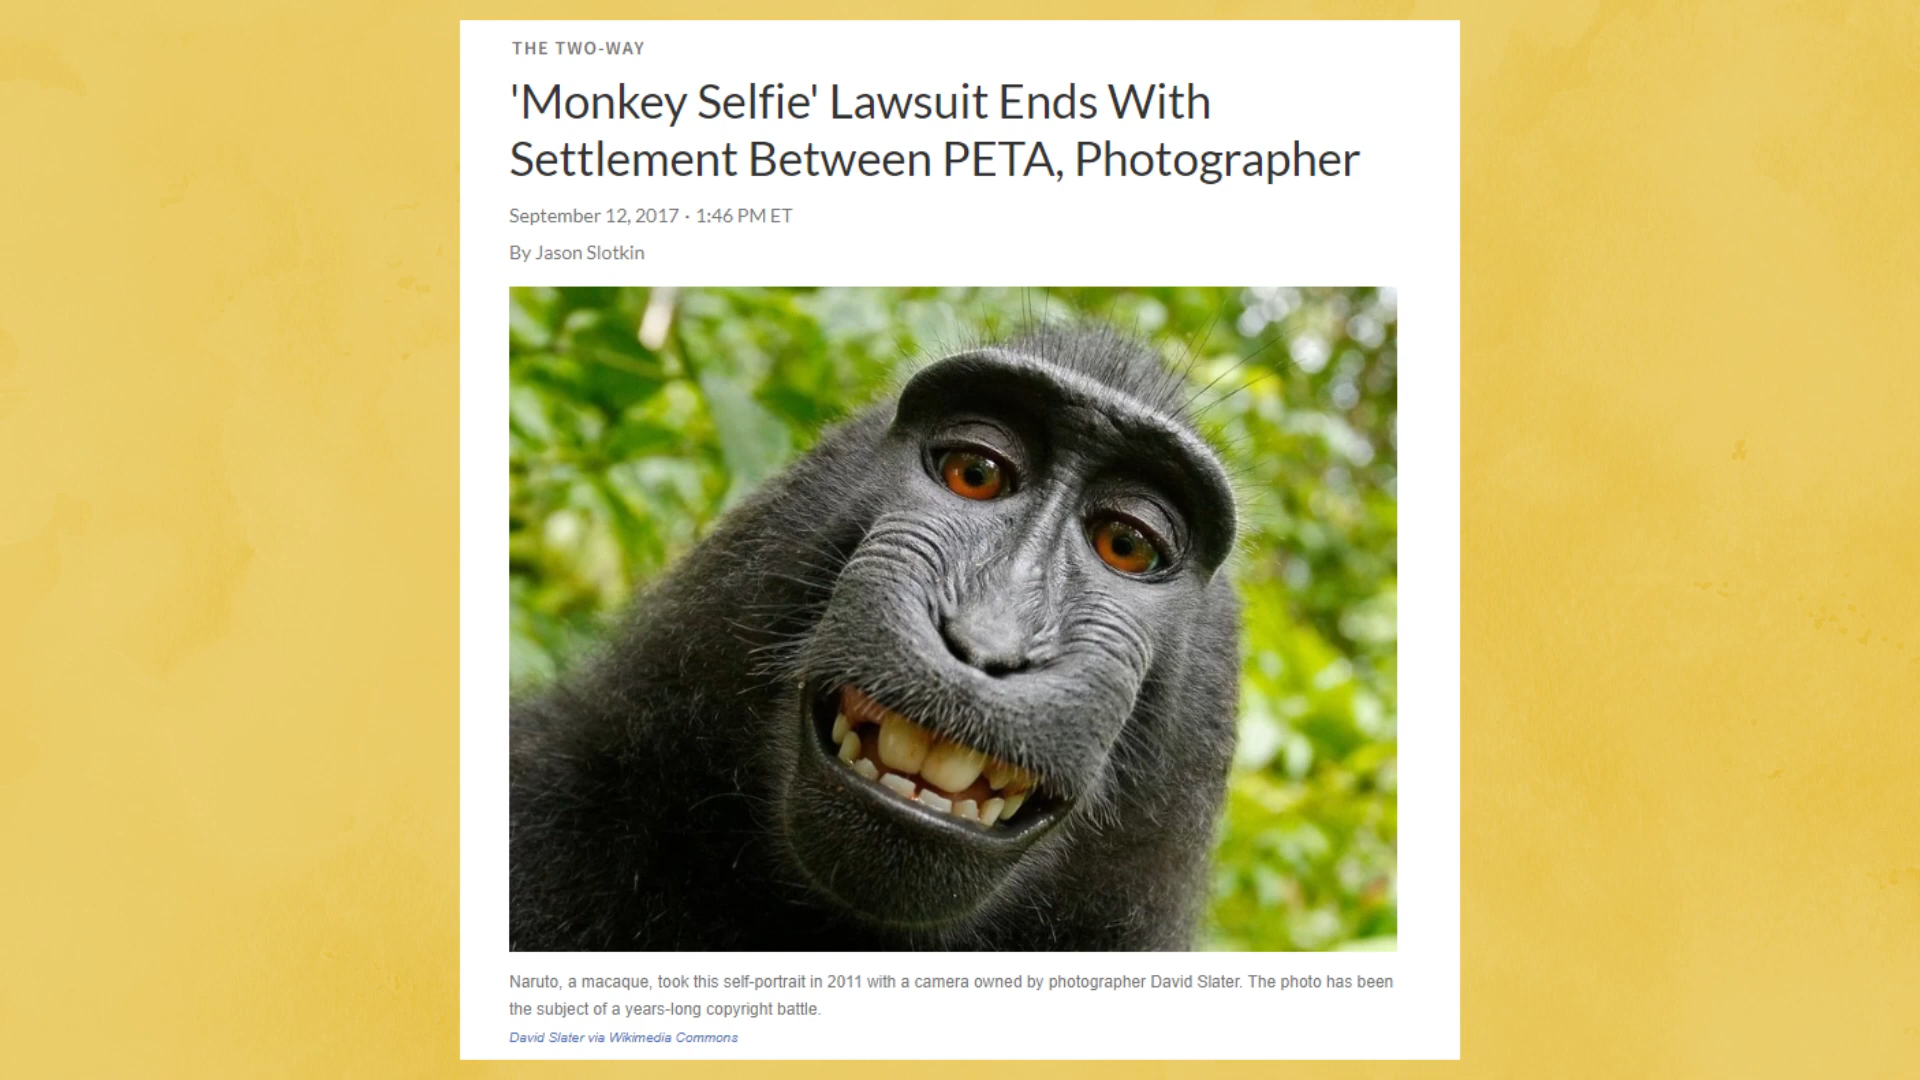 THE TWO-WAY
'Monkey Selfie' Lawsuit Ends With
Settlement Between PETA, Photographer
September 12, 2017 · 1:46 PM ET
By Jason Slotkin
Naruto, a macaque, took this self-portrait in 2011 with a camera owned by photographer David Slater. The photo has been
the subject of a years-long copyright battle.
David Slater via Wikimedia Commons